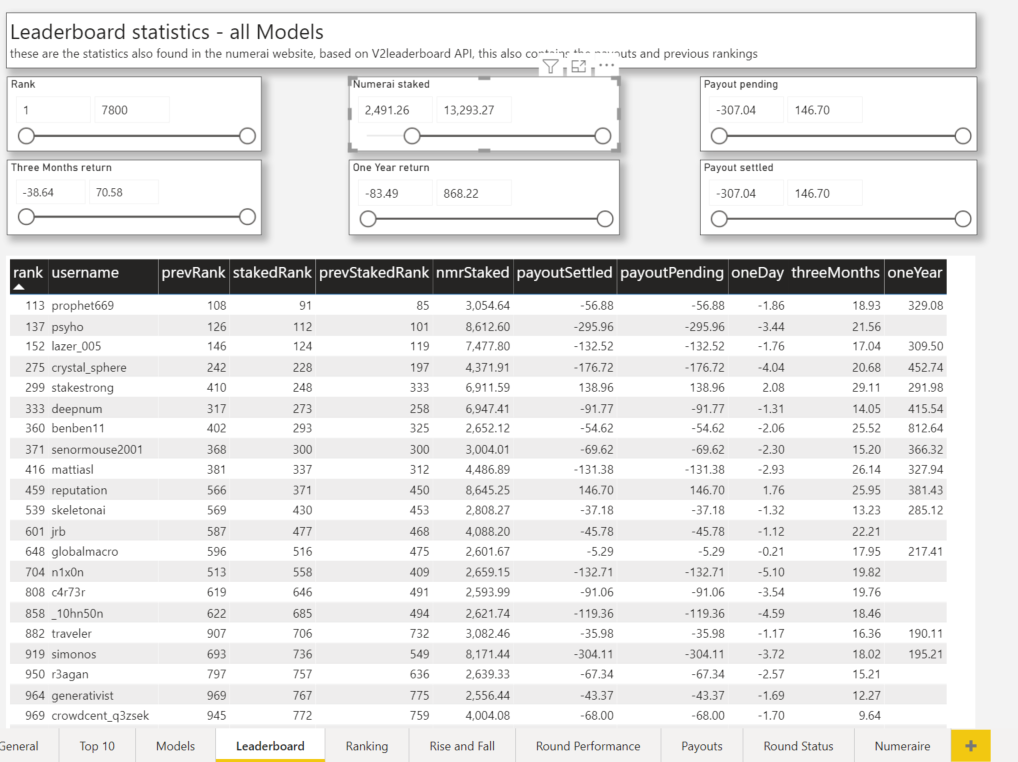 Leaderboard statistics - all Models
these are the statistics also found in the numerai website, based on V2leaderboard API, this also contains the payouts and previous rankings
Rank
1 7800
Numerai staked
2,491.26 13,293.27
Payout pending
-307.04 146.70
Three Months return
-38.64 70.58
One Year return
-83.49 868.22
Payout settled
-307.04 146.70
rank username prevRank stakedRank prevStakedRank nmrStaked payoutSettled payoutPending oneDay threeMonths oneYear
113 prophet669 108 91 85 3,054.64 -56.88 -56.88 -1.86 18.93 329.08
137 psyho 126 112 101 8,612.60 -295.96 -295.96 -3.44 21.56
152 lazer_005 146 124 119 7,477.80 -132.52 -132.52 -1.76 17.04 309.50
275 crystal_sphere 242 228 197 4,371.91 -176.72 -176.72 -4.04 20.68 452.74
299 stakestrong 410 248 333 6,911.59 138.96 138.96 2.08 29.11 291.98
333 deepnum 317 273 258 6,947.41 -91.77 -91.77 -1.31 14.05 415.54
360 benben11 402 293 325 2,652.12 -54.62 -54.62 -2.06 25.52 812.64
371 senormouse2001 368 300 300 3,004.01 -69.62 -69.62 -2.30 15.20 366.32
416 mattiasl 381 337 312 4,486.89 -131.38 -131.38 -2.93 26.14 327.94
459 reputation 566 371 450 8,645.25 146.70 146.70 1.76 25.95 381.43
539 skeletonai 569 430 453 2,808.27 -37.18 -37.18 -1.32 13.23 285.12
601 jrb 587 477 468 4,088.20 -45.78 -45.78 -1.12 22.21
648 globalmacro 596 516 475 2,601.67 -5.29 -5.29 -0.21 17.95 217.41
704 n1x0n 513 558 409 2,659.15 -132.71 -132.71 -5.10 19.82
808 c4r73r 619 646 491 2,593.99 -91.06 -91.06 -3.54 19.76
858 _10hn50n 622 685 494 2,621.74 -119.36 -119.36 -4.59 18.46
882 traveler 907 706 732 3,082.46 -35.98 -35.98 -1.17 16.36 190.11
919 simonos 693 736 549 8,171.44 -304.11 -304.11 -3.72 18.02 195.21
950 r3agan 797 757 636 2,639.33 -67.34 -67.34 -2.57 15.21
964 generativist 969 767 775 2,556.44 -43.37 -43.37 -1.69 12.27
969 crowdcent_q3zsek 945 772 759 4,004.08 -68.00 -68.00 -1.70 9.64
General Top 10 Models Leaderboard Ranking Rise and Fall Round Performance Payouts Round Status Numeraire +